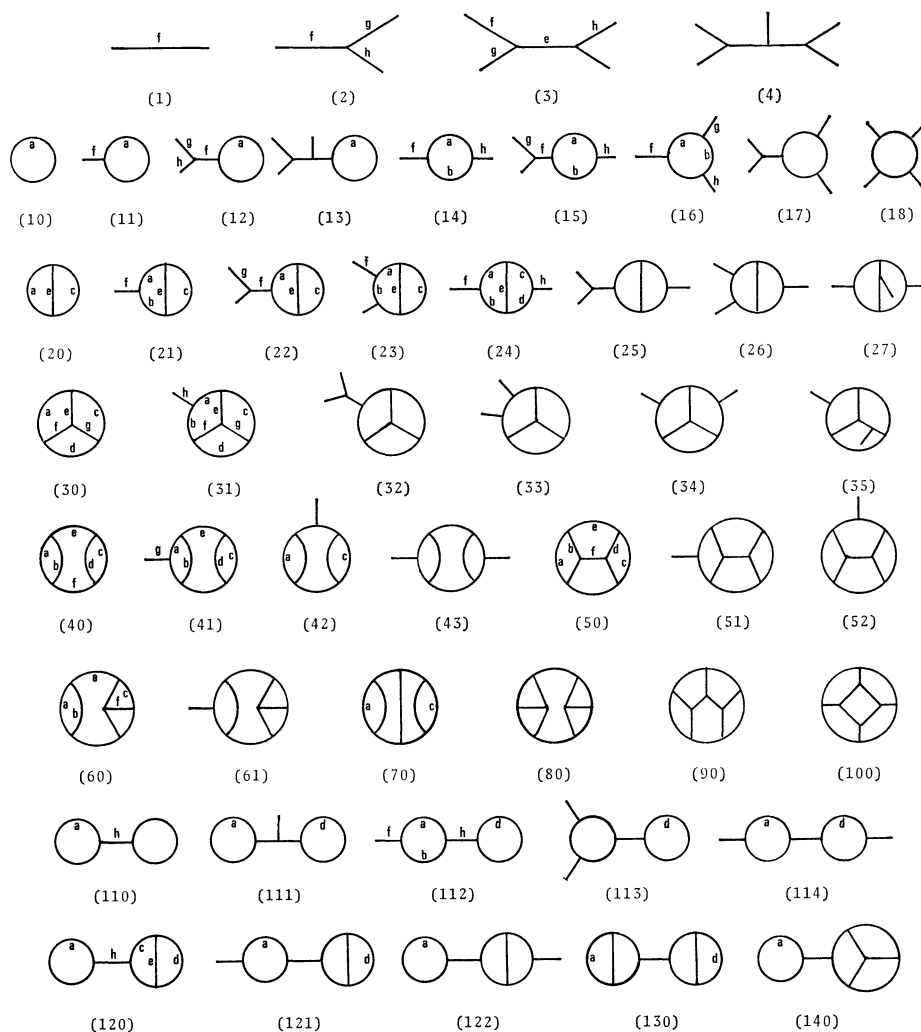 f f g h f g e h h
(1) (2) (3) (4)
a f a g h f a a f a b h g f a b h f a b g h
(10) (11) (12) (13) (14) (15) (16) (17) (18)
a e c f a b e c g f a e c f a b e c f a b e c d h
(20) (21) (22) (23) (24) (25) (26) (27)
a e f c g d h a b e f c g d
(30) (31) (32) (33) (34) (35)
a b e f d c g a b e f d c a c a b e f d c
(40) (41) (42) (43) (50) (51) (52)
a b e f c a c
(60) (61) (70) (80) (90) (100)
a h a d f a b h d d a d
(110) (111) (112) (113) (114)
a h c e d a d a a d a
(120) (121) (122) (130) (140)